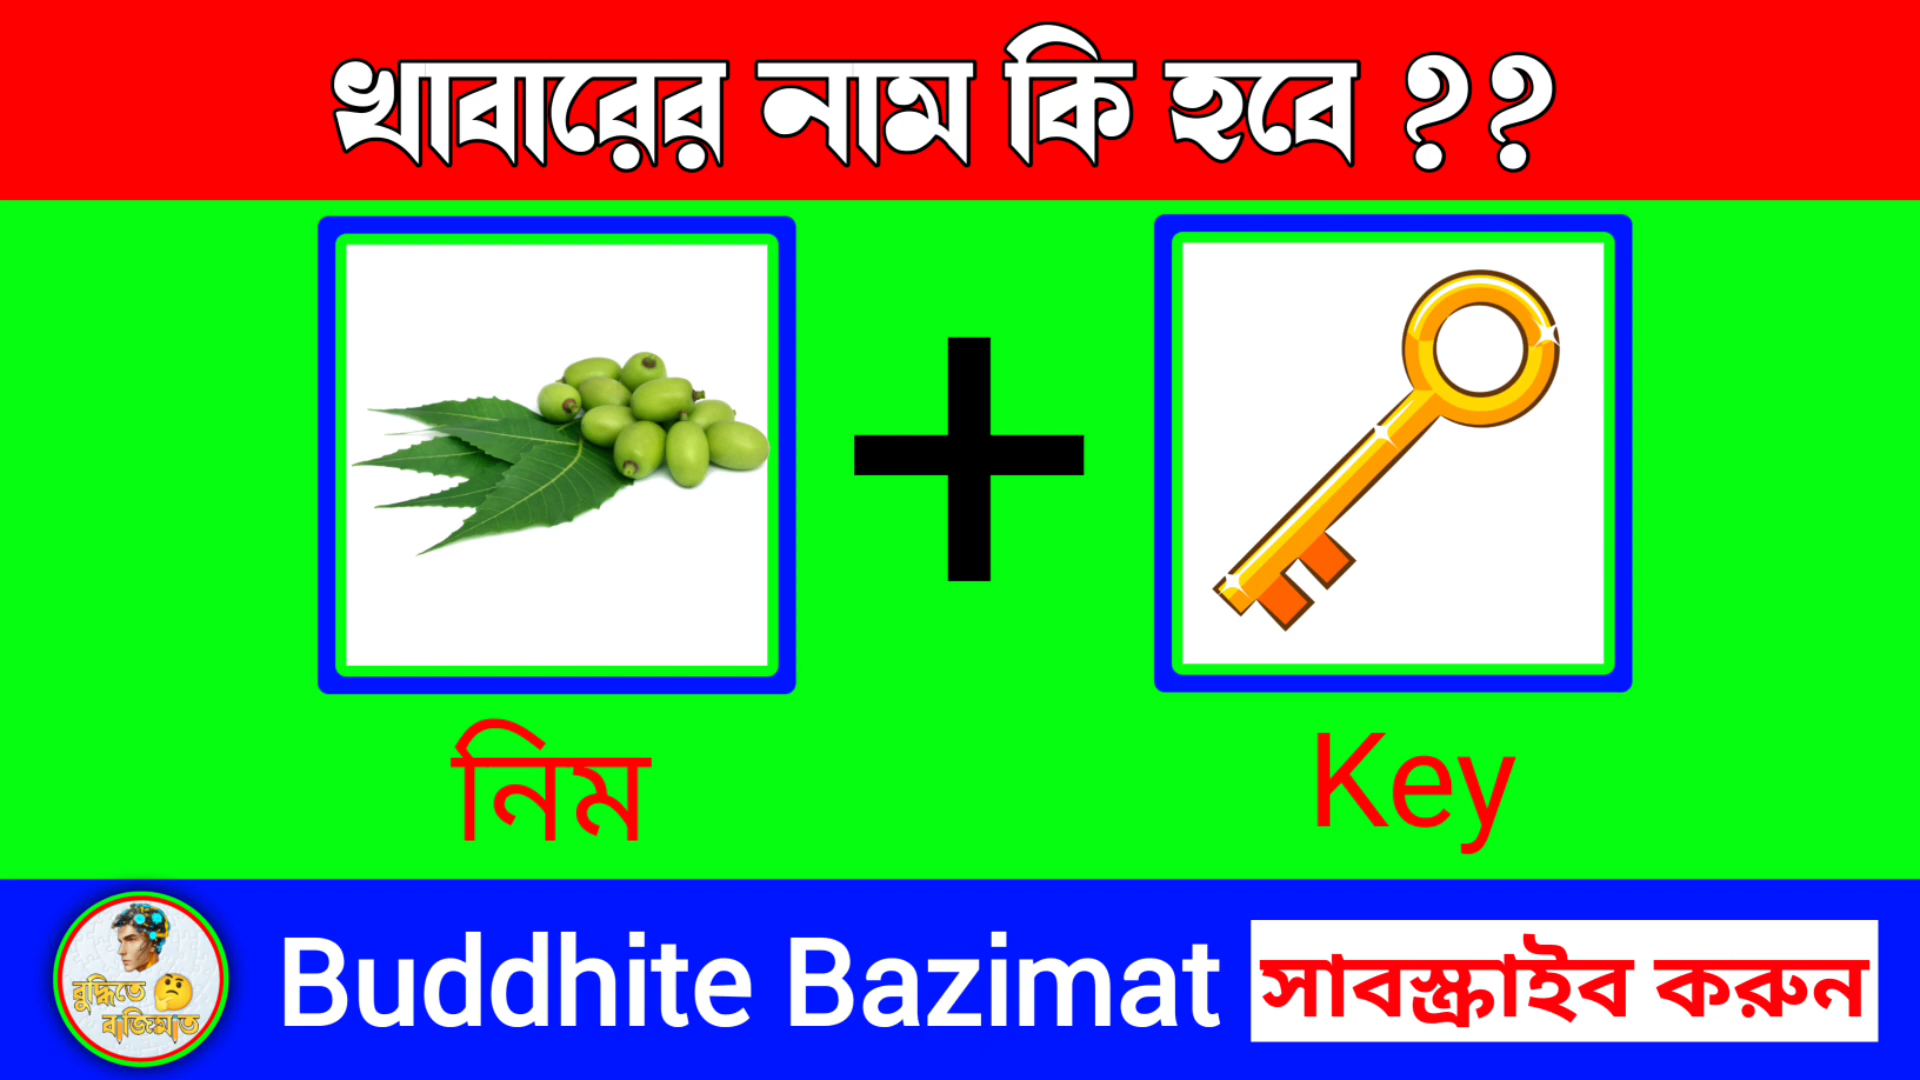 খাবারের নাম কি হবে ??
নিম
Key
বুদ্ধিতে
বাজিমাত
Buddhite Bazimat
সাবস্ক্রাইব করুন